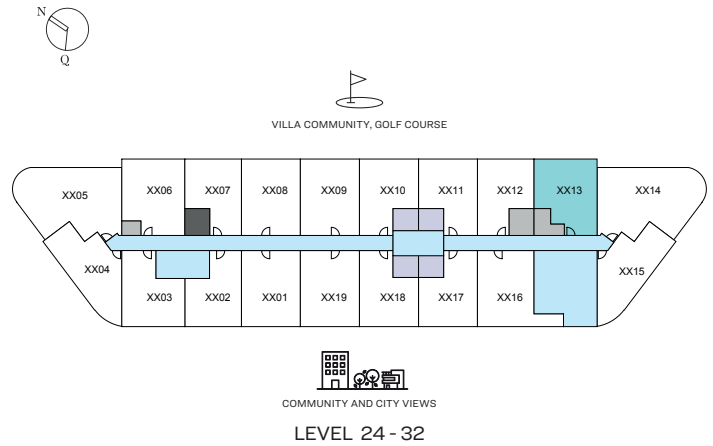 N
Q
VILLA COMMUNITY, GOLF COURSE
XX05
XX06
XX07
XX08
XX09
XX10
XX11
XX12
XX13
XX14
XX04
XX03
XX02
XX01
XX19
XX18
XX17
XX16
XX15
COMMUNITY AND CITY VIEWS
LEVEL 24 - 32